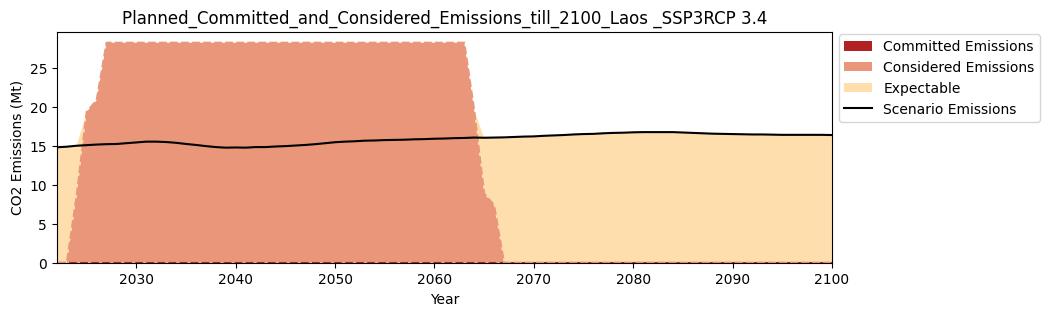 Planned_Committed_and_Considered_Emissions_till_2100_Laos _SSP3RCP 3.4
Committed Emissions
Considered Emissions
Expectable
Scenario Emissions
CO2 Emissions (Mt)
25
20
15
10
5
0
2030 2040 2050 2060 2070 2080 2090 2100
Year